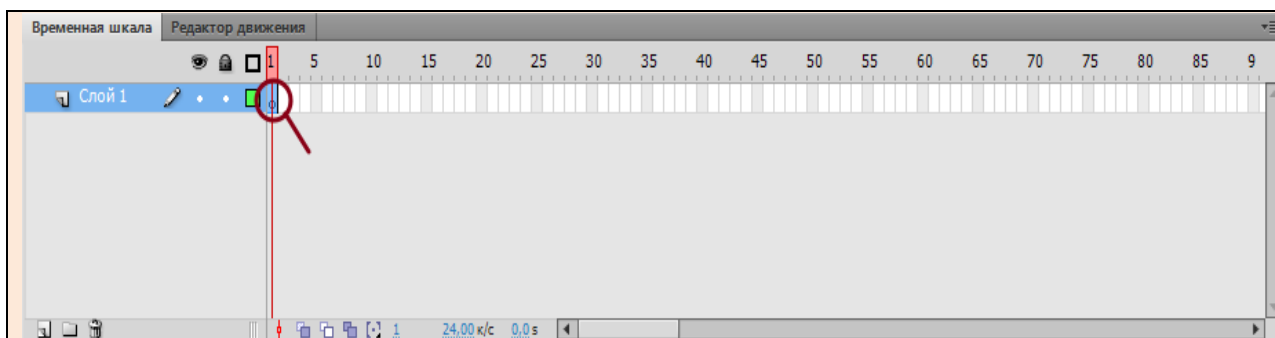 Временная шкала Редактор движения
1 5 10 15 20 25 30 35 40 45 50 55 60 65 70 75 80 85 9
Слой 1
1 24,00 к/с 0,0 s